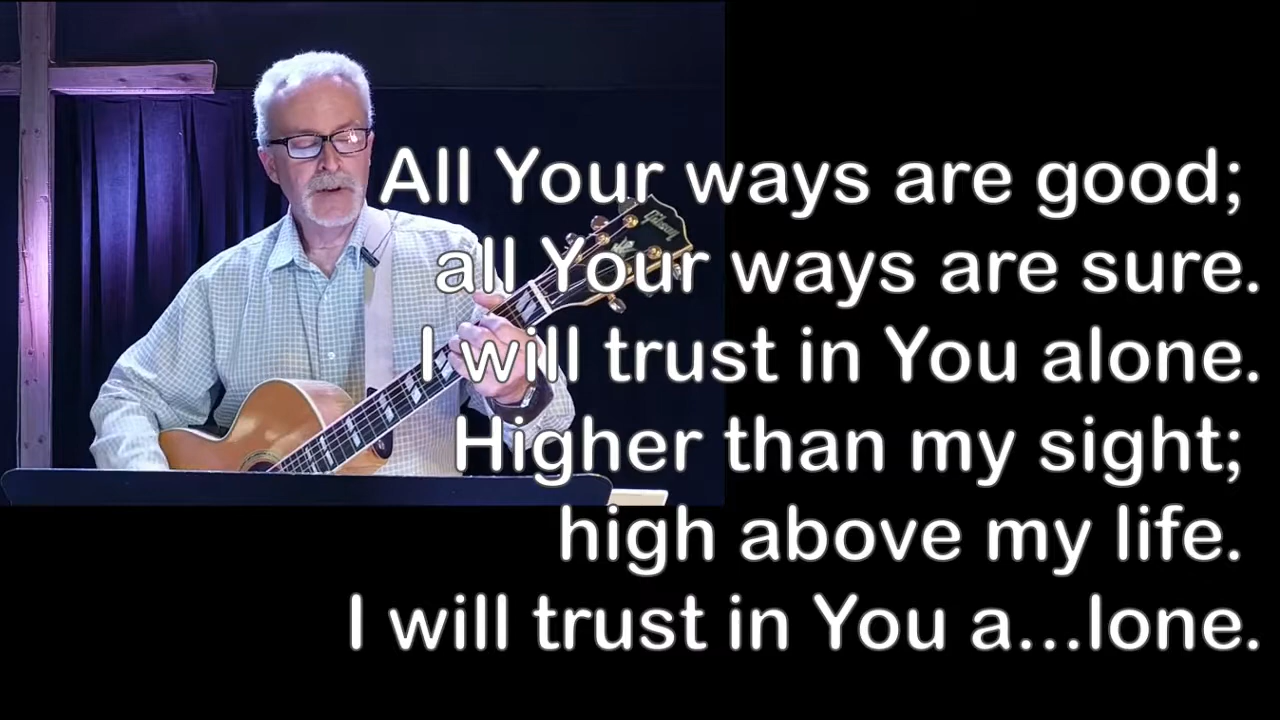 Gibson
All Your ways are good;
all Your ways are sure.
I will trust in You alone.
Higher than my sight;
high above my life.
I will trust in You a...lone.